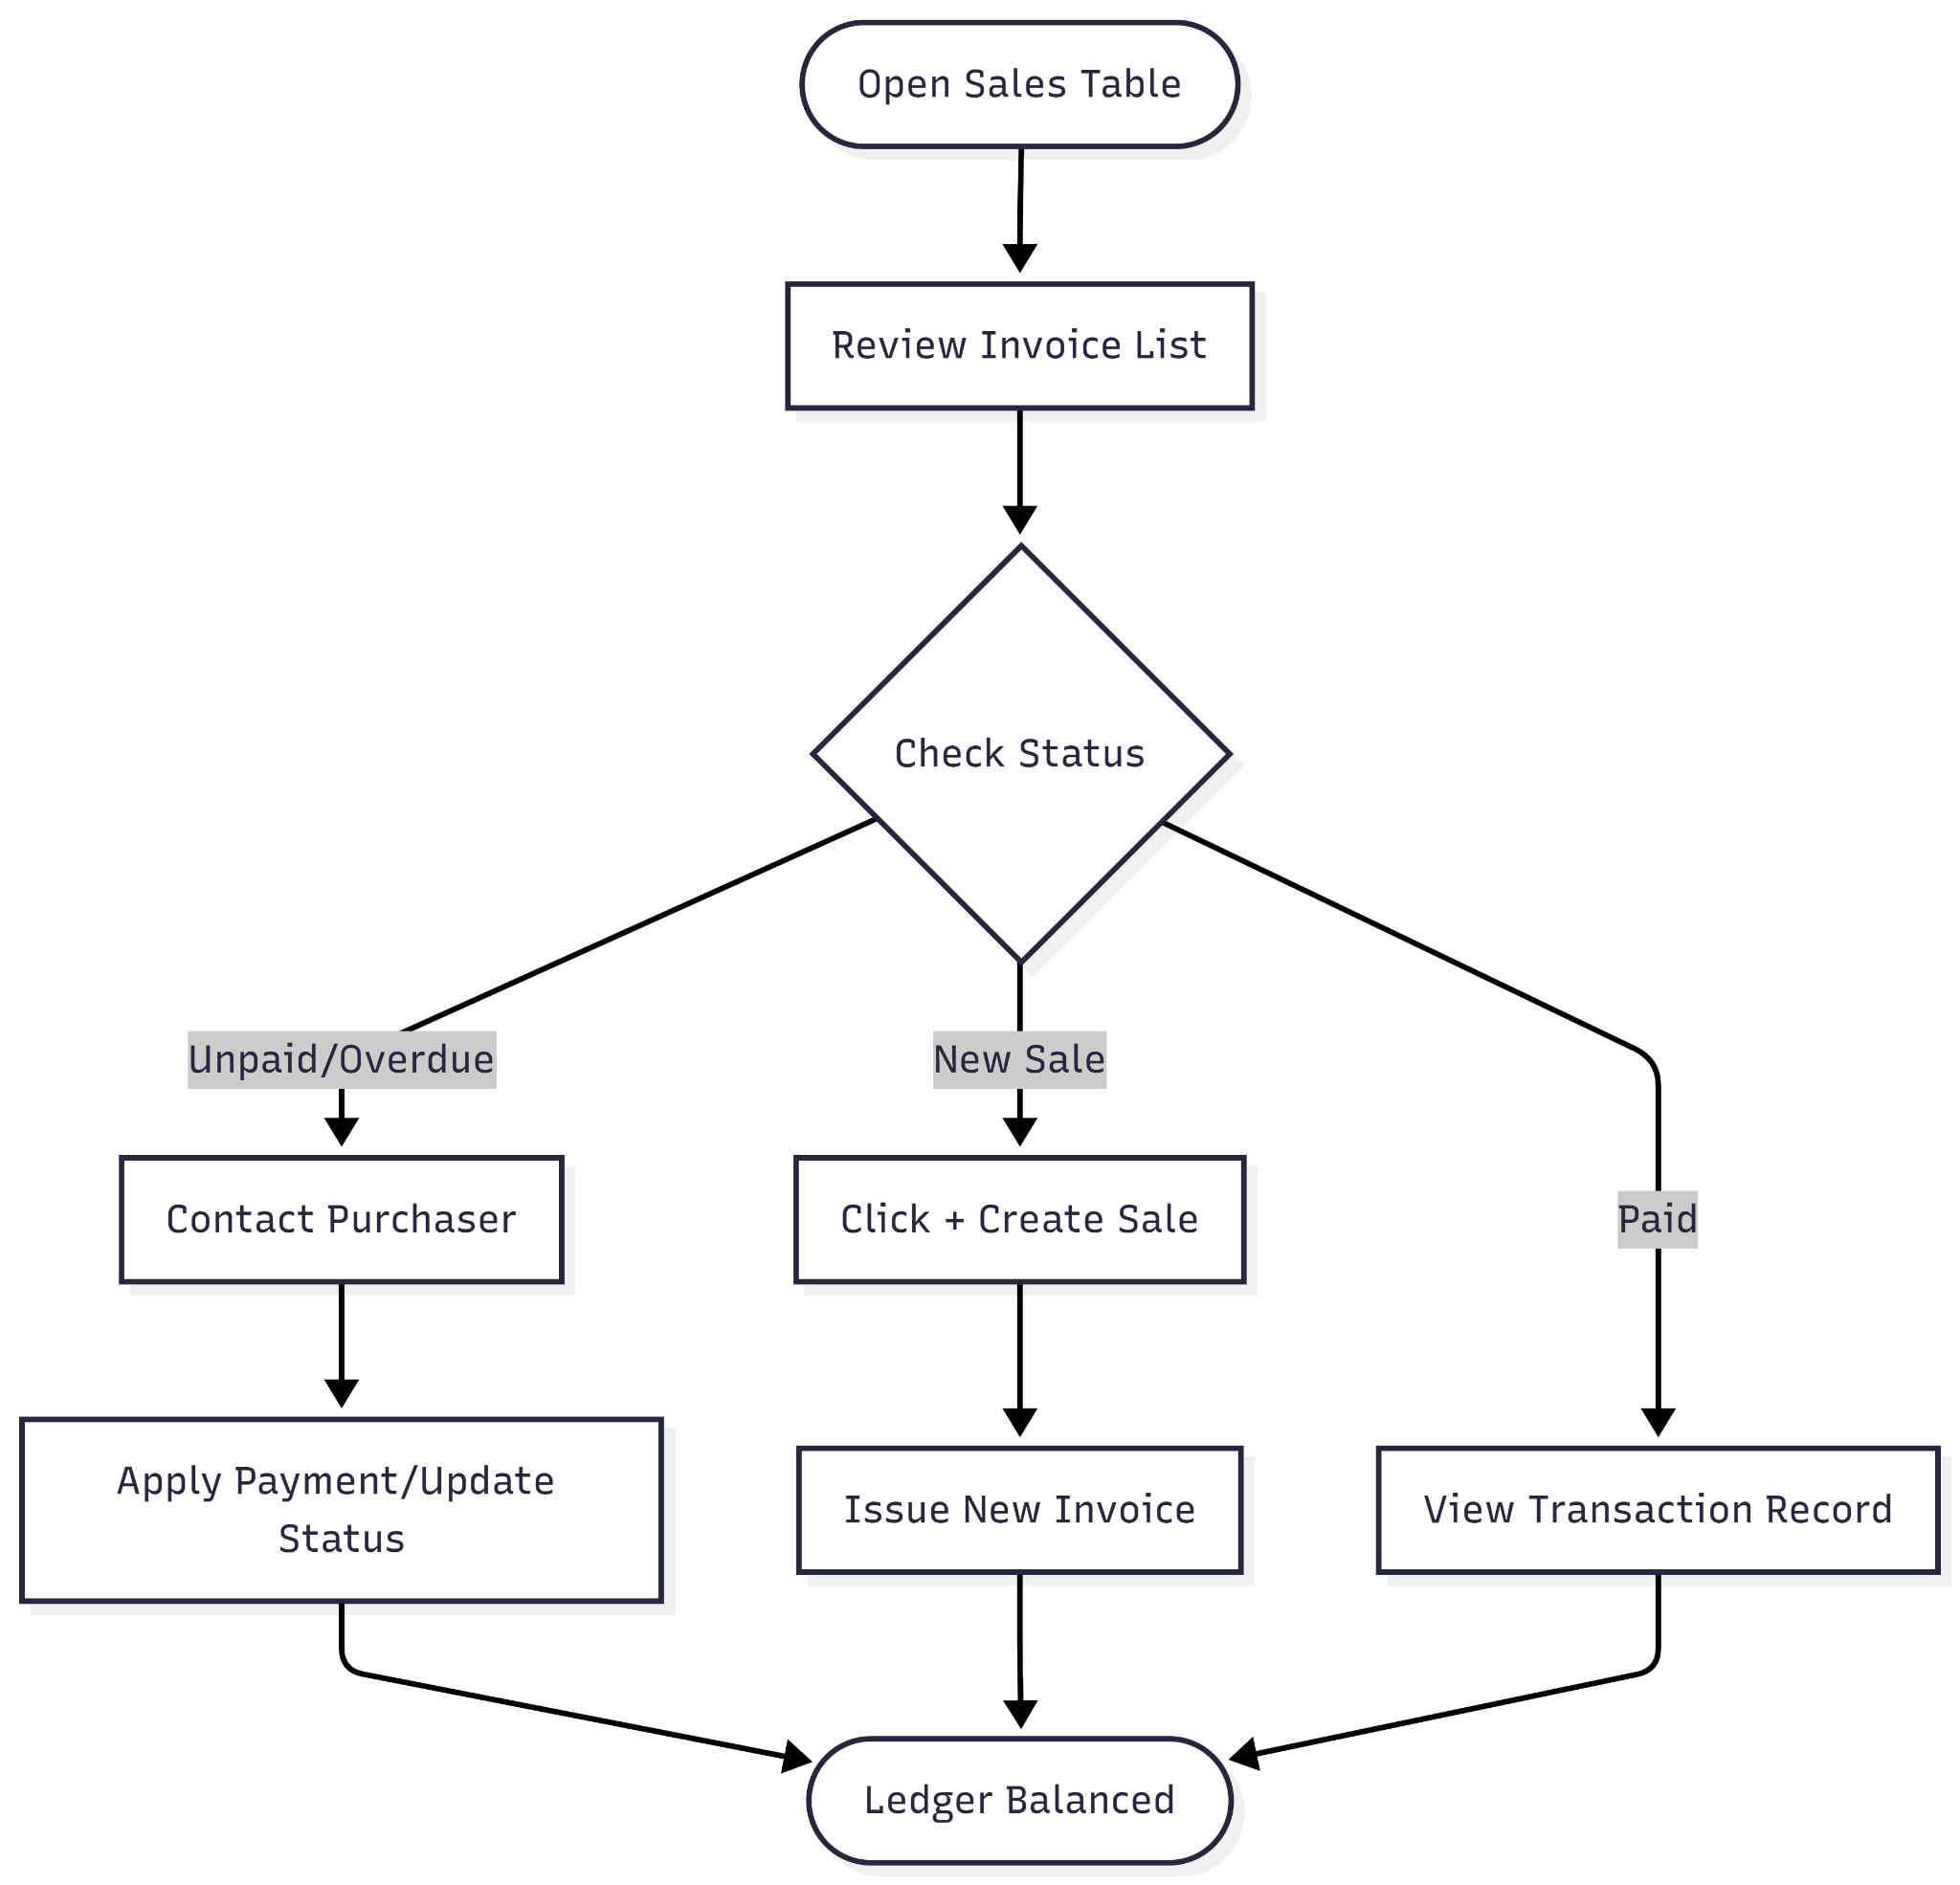 Open Sales Table
Review Invoice List
Check Status
Unpaid/Overdue
New Sale
Contact Purchaser
Click + Create Sale
Paid
Apply Payment/Update
Status
Issue New Invoice
View Transaction Record
Ledger Balanced